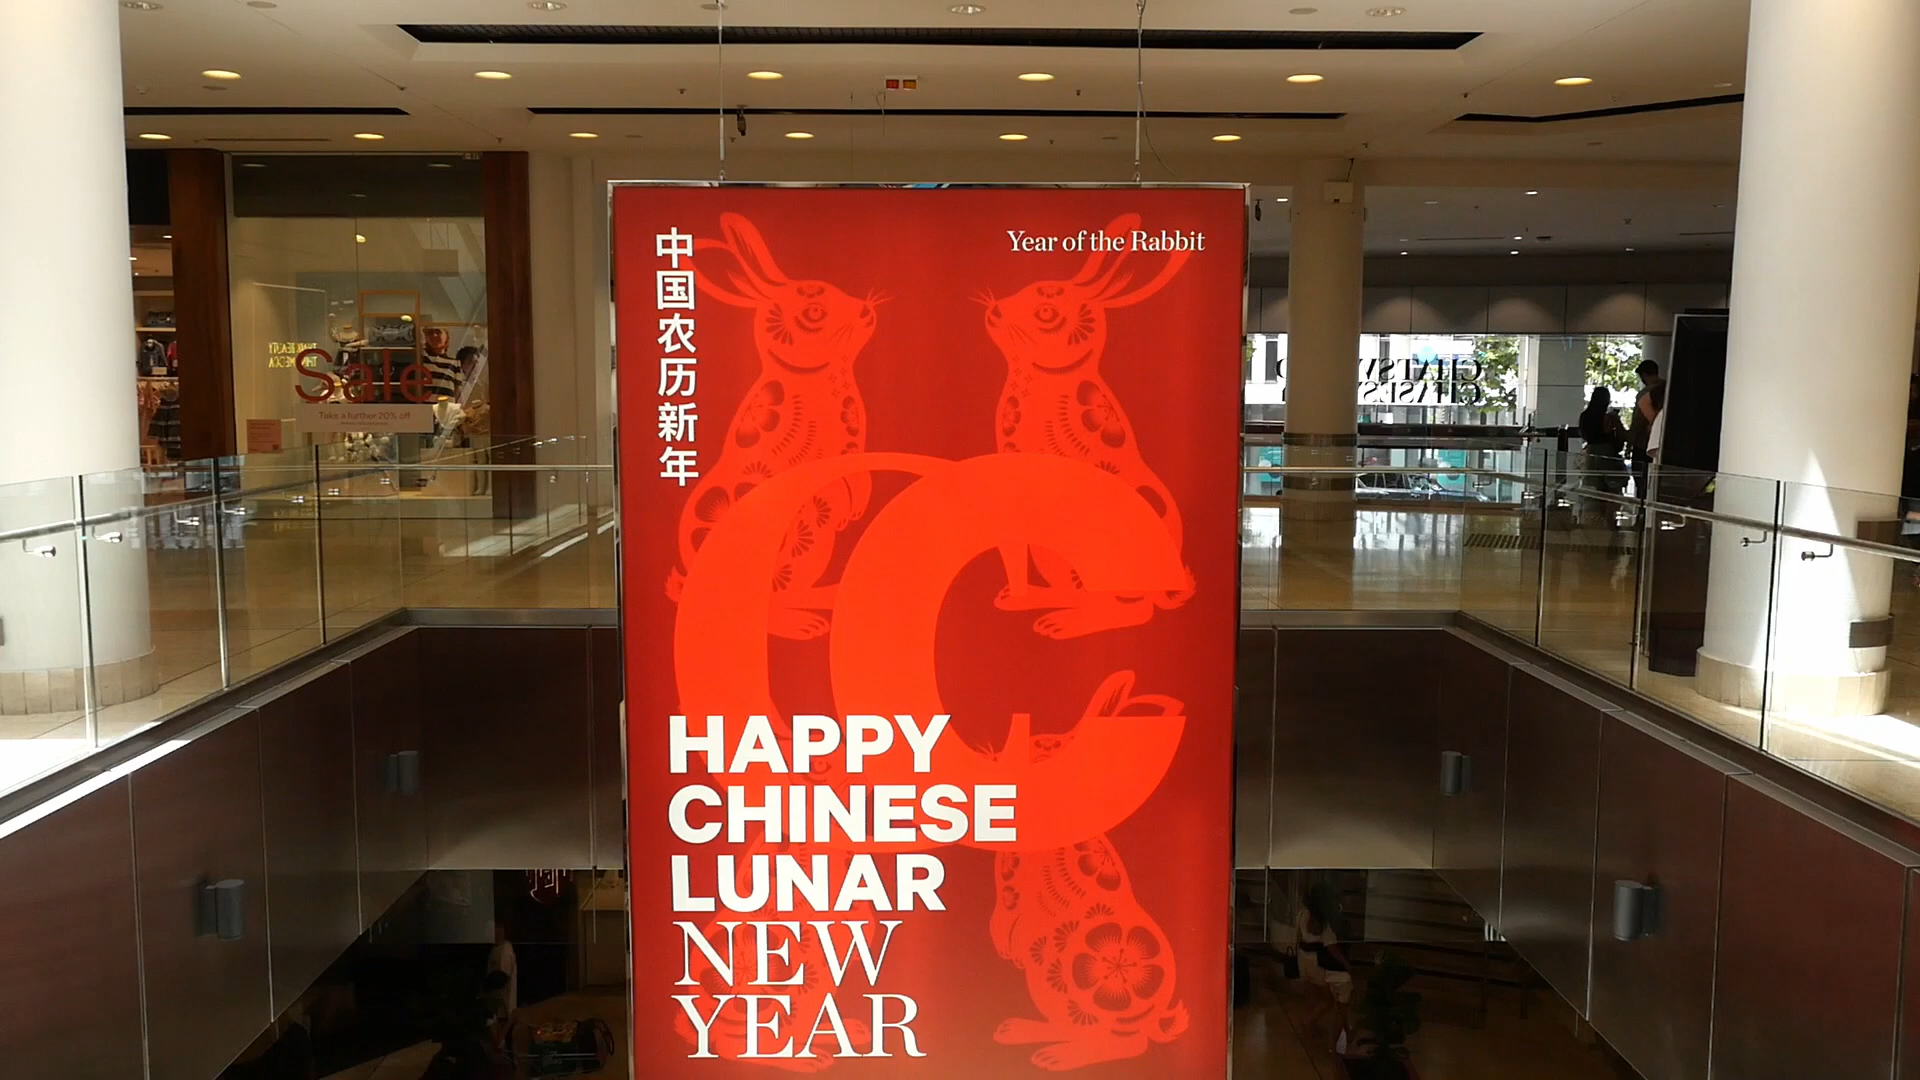 中国农历新年
Year of the Rabbit
HAPPY
CHINESE
LUNAR
NEW
YEAR
Sale
Take a further 20% off